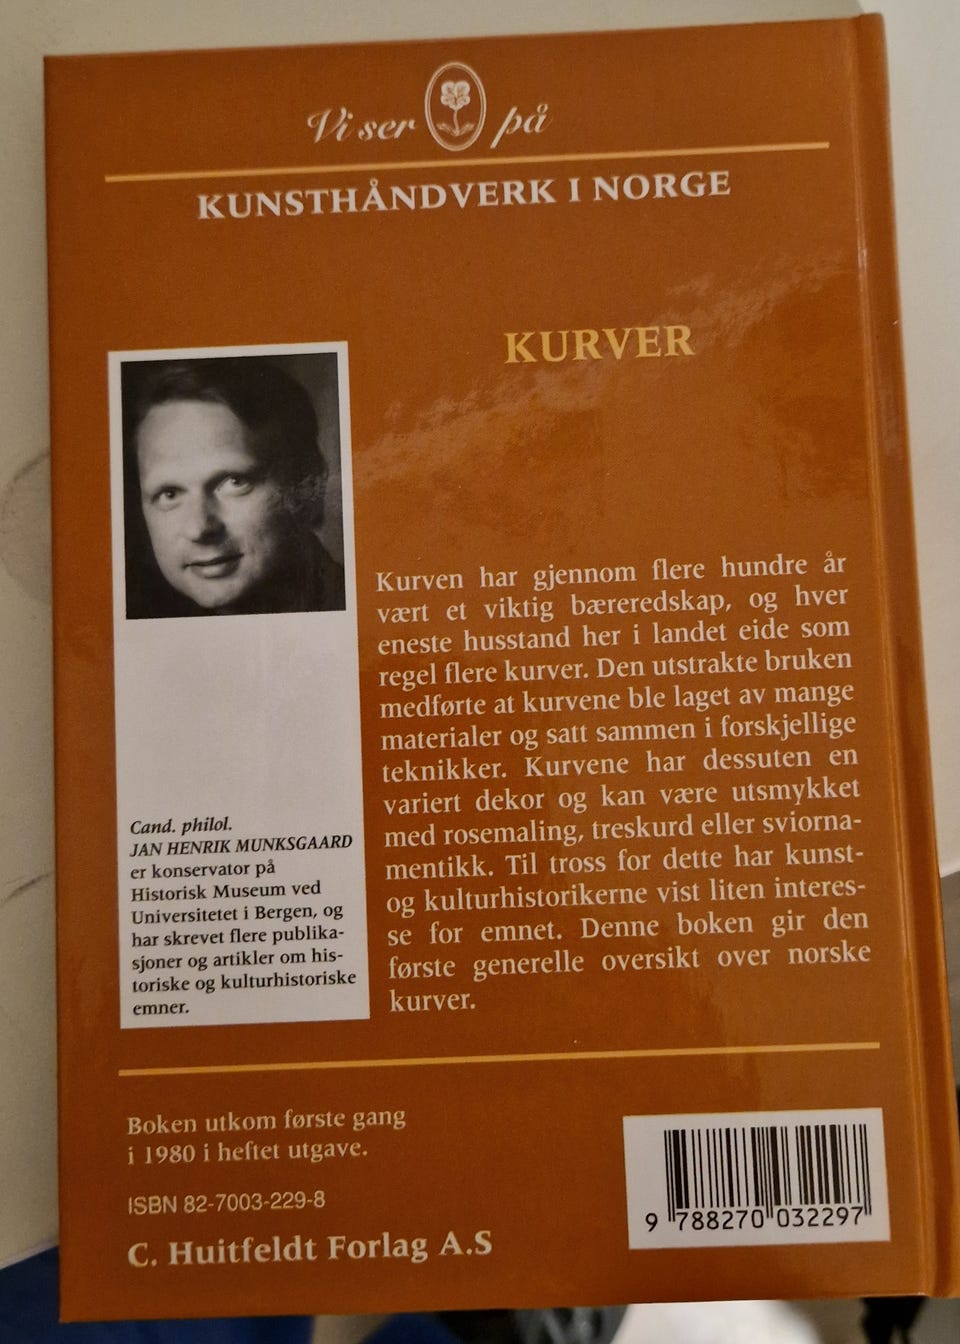 Vi ser på
KUNSTHÅNDVERK I NORGE
KURVER
Kurven har gjennom flere hundre år
vært et viktig bæreredskap, og hver
eneste husstand her i landet eide som
regel flere kurver. Den utstrakte bruken
medførte at kurvene ble laget av mange
materialer og satt sammen i forskjellige
teknikker. Kurvene har dessuten en
variert dekor og kan være utsmykket
med rosemaling, treskurd eller sviorna-
mentikk. Til tross for dette har kunst-
og kulturhistorikerne vist liten interes-
se for emnet. Denne boken gir den
første generelle oversikt over norske
kurver.
Cand. philol.
JAN HENRIK MUNKSGAARD
er konservator på
Historisk Museum ved
Universitetet i Bergen, og
har skrevet flere publika-
sjoner og artikler om his-
toriske og kulturhistoriske
emner.
Boken utkom første gang
i 1980 i heftet utgave.
ISBN 82-7003-229-8
C. Huitfeldt Forlag A.S
9 788270 032297